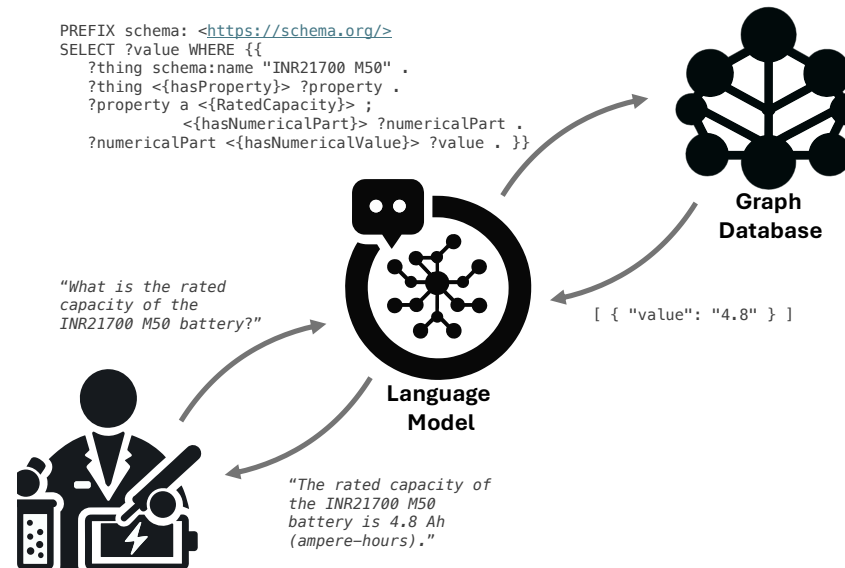 PREFIX schema: <https://schema.org/>
SELECT ?value WHERE {{
?thing schema:name "INR21700 M50" .
?thing <{hasProperty}> ?property .
?property a <{RatedCapacity}> ;
<{hasNumericalPart}> ?numericalPart .
?numericalPart <{hasNumericalValue}> ?value . }}
Graph
Database
“What is the rated
capacity of the
INR21700 M50 battery?”
[ { "value": "4.8" } ]
Language
Model
“The rated capacity of
the INR21700 M50
battery is 4.8 Ah
(ampere–hours).”